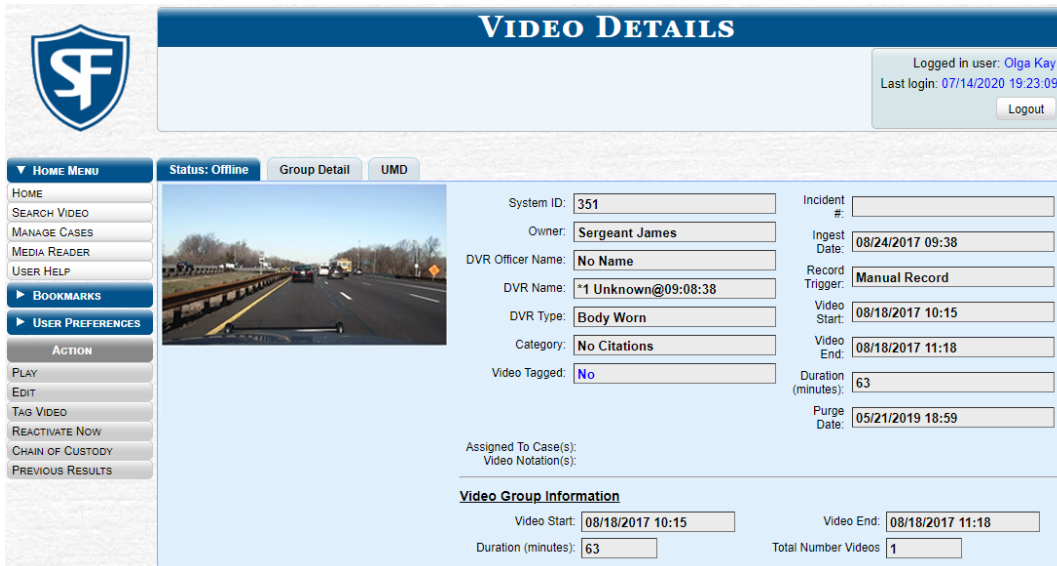 VIDEO DETAILS
SF
Logged in user: Olga Kay
Last login: 07/14/2020 19:23:09
Logout
▼ HOME MENU
HOME
SEARCH VIDEO
MANAGE CASES
MEDIA READER
USER HELP
► BOOKMARKS
► USER PREFERENCES
ACTION
PLAY
EDIT
TAG VIDEO
REACTIVATE NOW
CHAIN OF CUSTODY
PREVIOUS RESULTS
Status: Offline Group Detail UMD
System ID: 351
Owner: Sergeant James
DVR Officer Name: No Name
DVR Name: *1 Unknown@09:08:38
DVR Type: Body Worn
Category: No Citations
Video Tagged: No
Incident
#:
Ingest
Date: 08/24/2017 09:38
Record
Trigger: Manual Record
Video
Start: 08/18/2017 10:15
Video
End: 08/18/2017 11:18
Duration
(minutes): 63
Purge
Date: 05/21/2019 18:59
Assigned To Case(s):
Video Notation(s):
Video Group Information
Video Start: 08/18/2017 10:15 Video End: 08/18/2017 11:18
Duration (minutes): 63 Total Number Videos 1